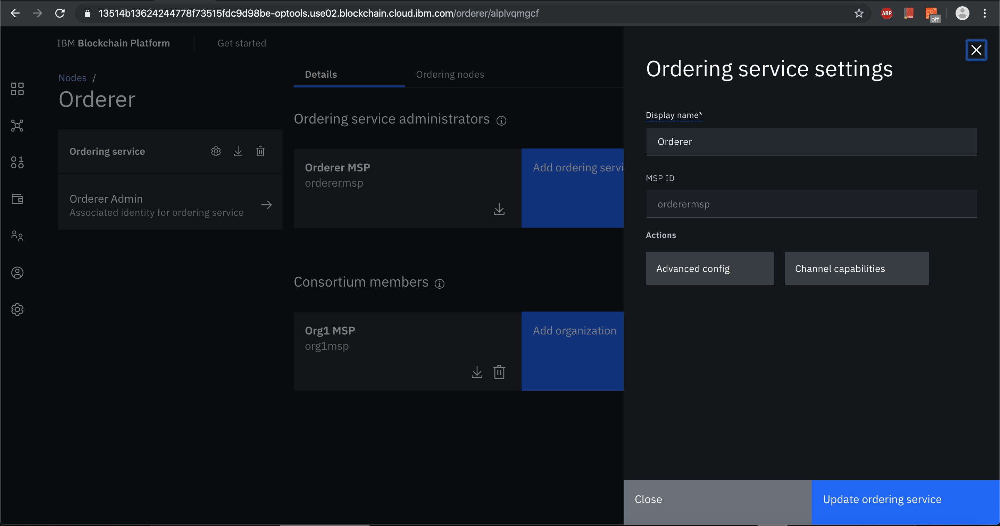 13514b13624244778f73515fdc9d98be-optools.use02.blockchain.cloud.ibm.com/orderer/alplvqmgcf
ABP
off
IBM Blockchain Platform
Get started
Nodes /
Orderer
Ordering service
Orderer Admin
Associated identity for ordering service
Details
Ordering nodes
Ordering service administrators
Orderer MSP
orderermsp
Add ordering servi
Consortium members
Org1 MSP
org1msp
Add organization
Ordering service settings
Display name*
Orderer
MSP ID
orderermsp
Actions
Advanced config
Channel capabilities
Close
Update ordering service